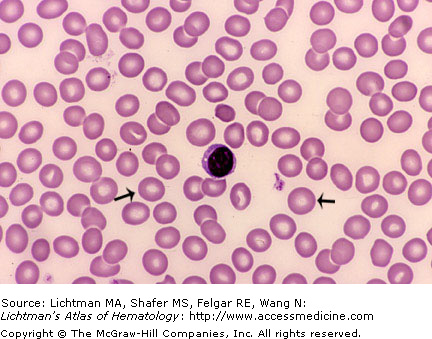 Source: Lichtman MA, Shafer MS, Felgar RE, Wang N:
Lichtman's Atlas of Hematology: http://www.accessmedicine.com
Copyright © The McGraw-Hill Companies, Inc. All rights reserved.